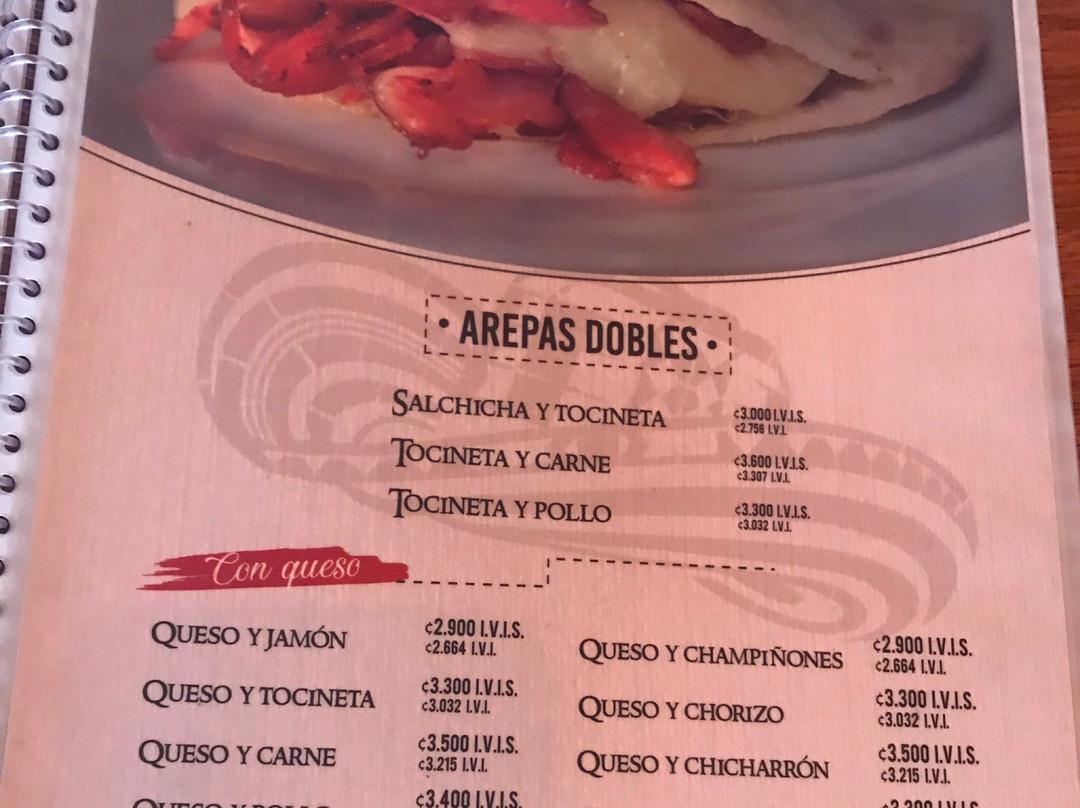 • AREPAS DOBLES •
SALCHICHA Y TOCINETA ¢3.000 I.V.I.S.
¢2.756 I.V.I.
TOCINETA Y CARNE ¢3.600 I.V.I.S.
¢3.307 I.V.I.
TOCINETA Y POLLO ¢3.300 I.V.I.S.
¢3.032 I.V.I.
Con queso
QUESO Y JAMÓN ¢2.900 I.V.I.S.
¢2.664 I.V.I.
QUESO Y TOCINETA ¢3.300 I.V.I.S.
¢3.032 I.V.I.
QUESO Y CARNE ¢3.500 I.V.I.S.
¢3.215 I.V.I.
QUESO Y POLLO ¢3.400 I.V.I.S.
QUESO Y CHAMPIÑONES ¢2.900 I.V.I.S.
¢2.664 I.V.I.
QUESO Y CHORIZO ¢3.300 I.V.I.S.
¢3.032 I.V.I.
QUESO Y CHICHARRÓN ¢3.500 I.V.I.S.
¢3.215 I.V.I.